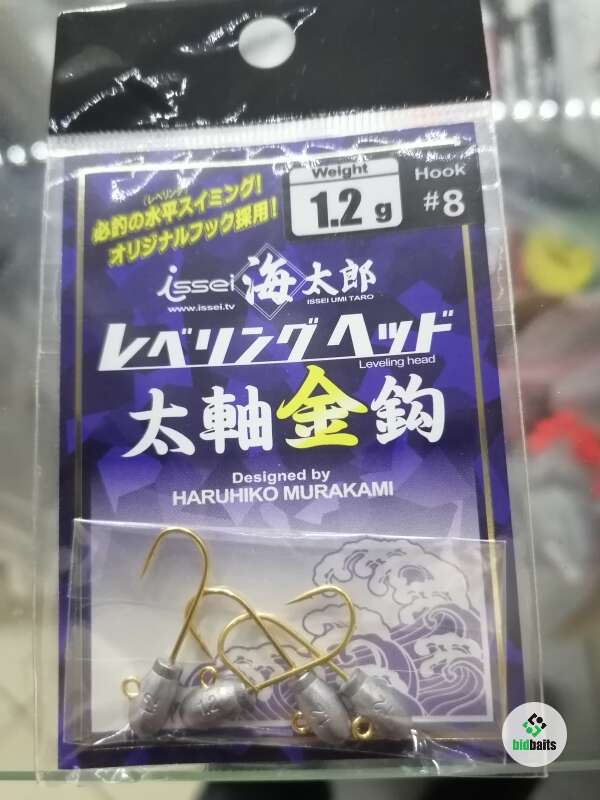 Weight
1.2 g
Hook
#8
(レベリング)
必釣の水平スイミング!
オリジナルフック採用!
issei 海太郎
www.issei.tv
ISSEI UMI TARO
レベリングヘッド
Leveling head
太軸金鈎
Designed by
HARUHIKO MURAKAMI
bidbaits